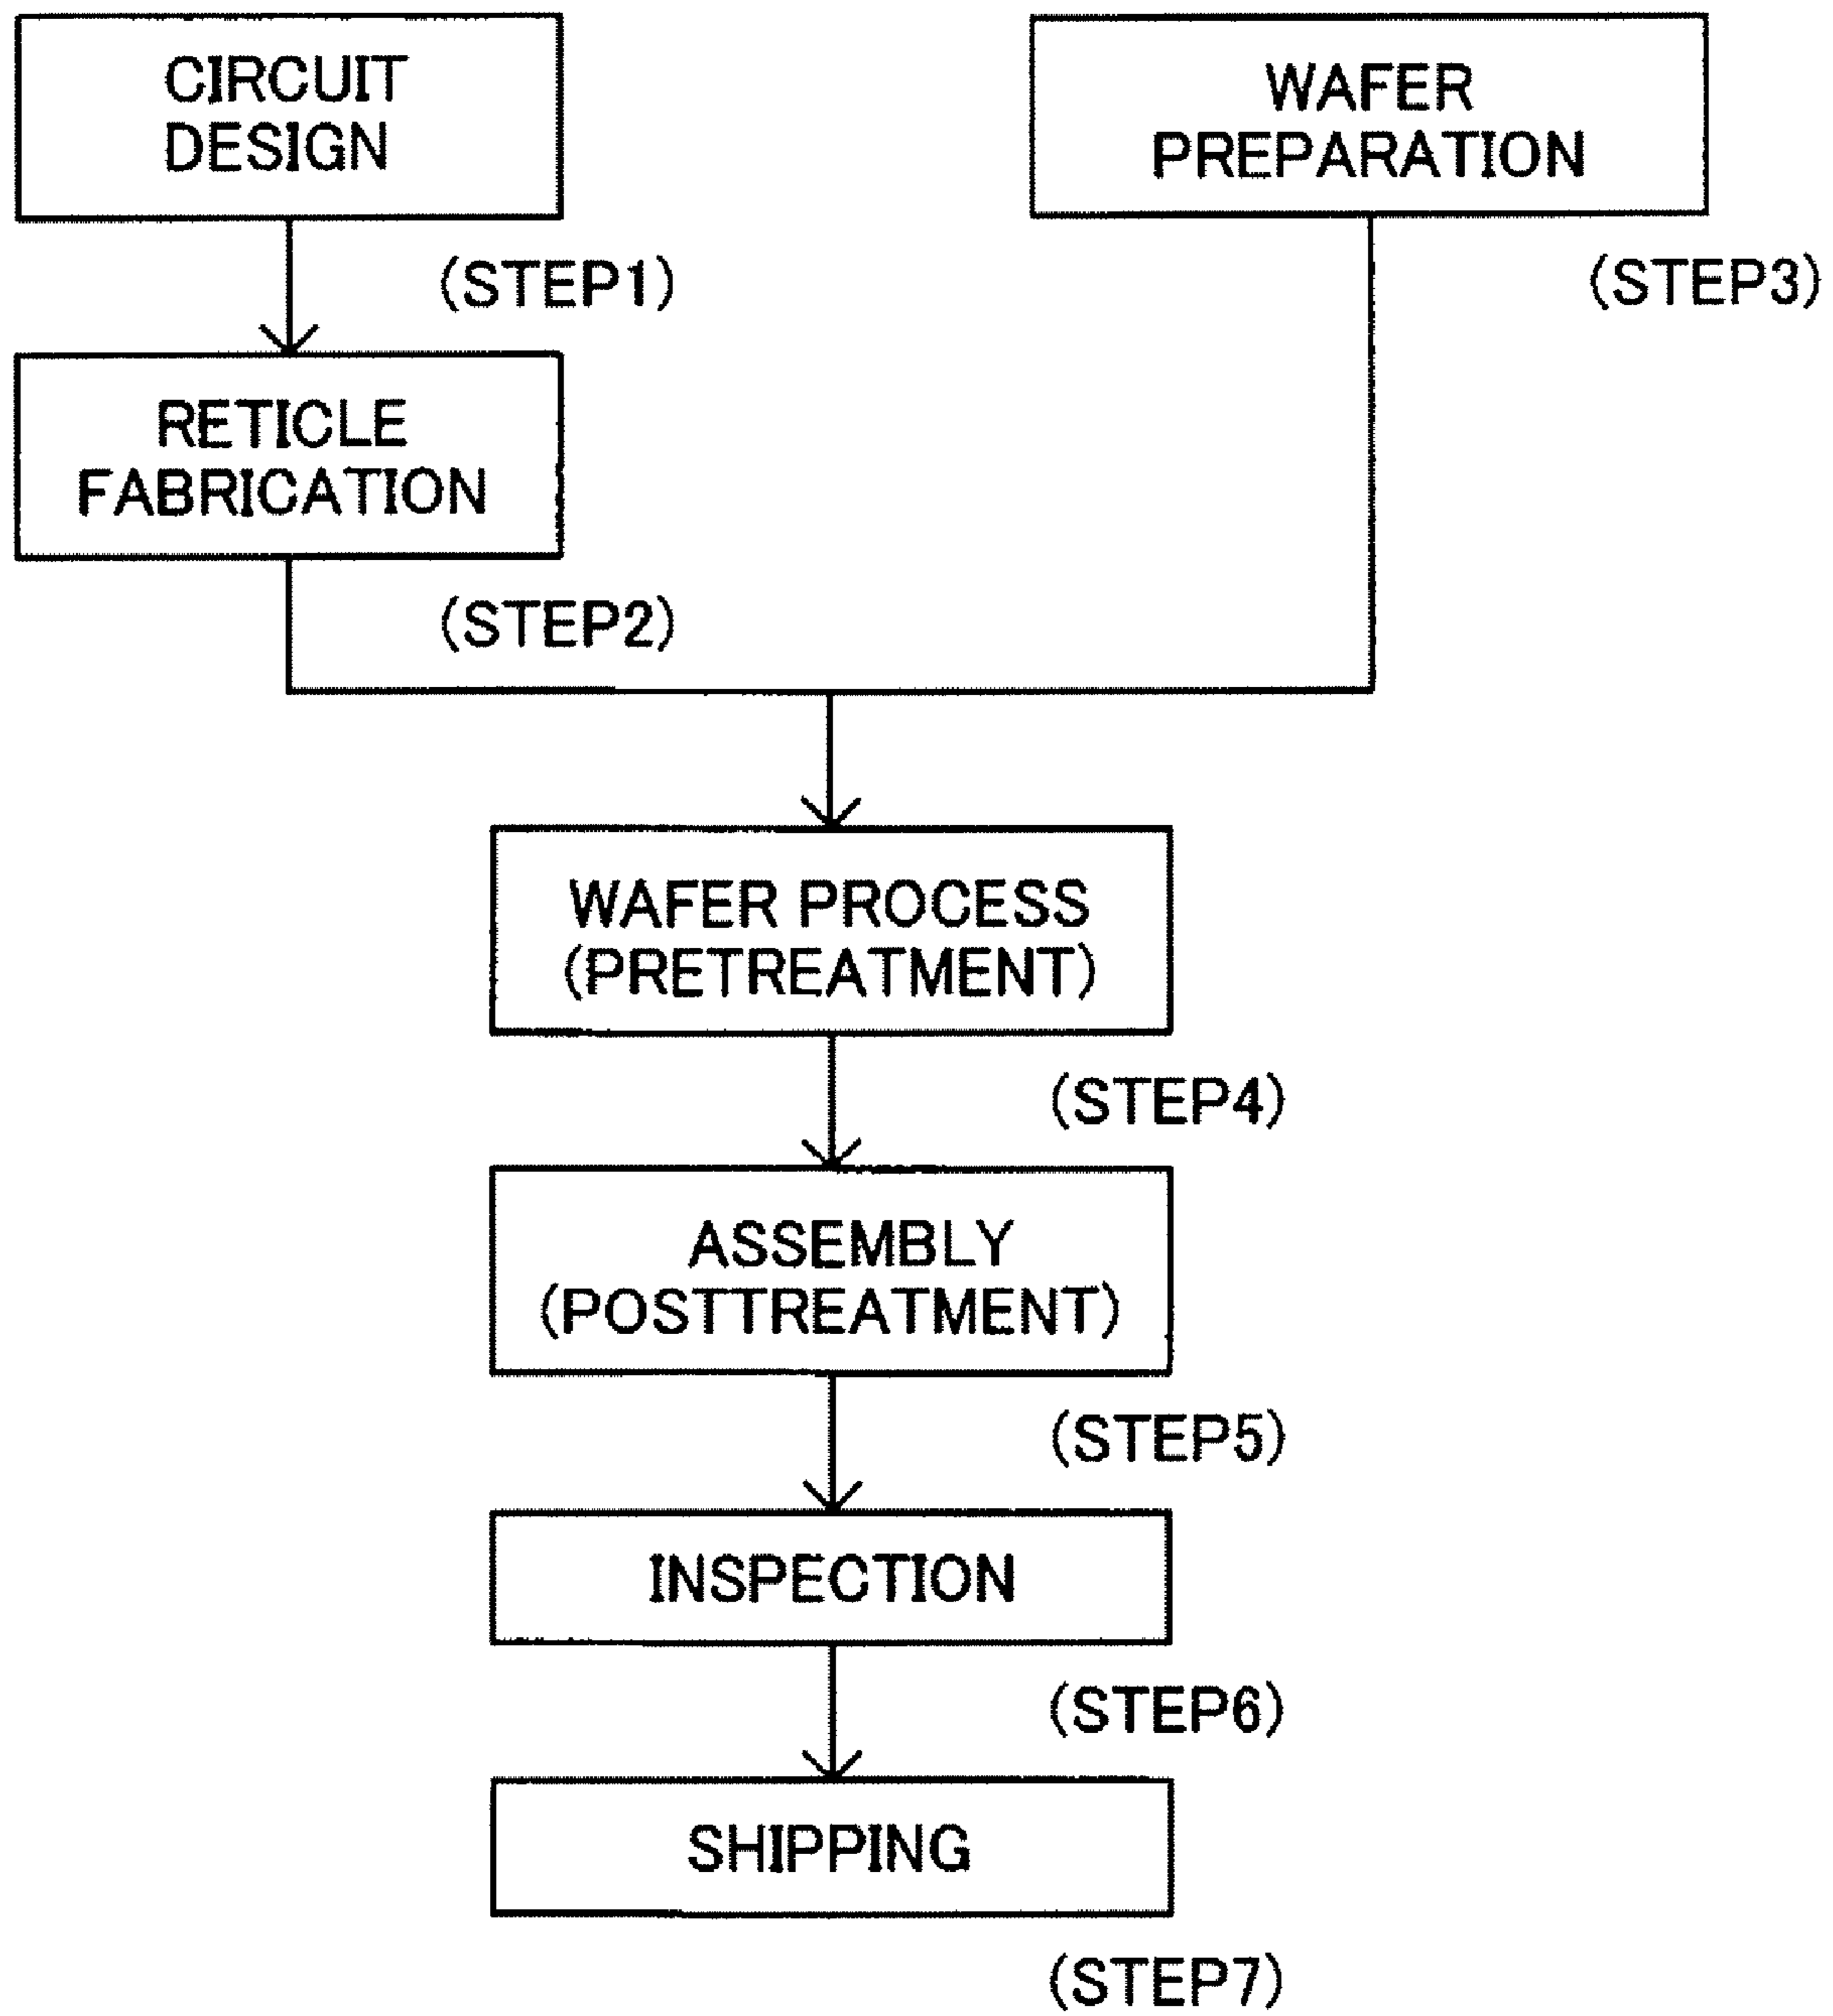 CIRCUIT
DESIGN
(STEP1)
RETICLE
FABRICATION
(STEP2)
WAFER
PREPARATION
(STEP3)
WAFER PROCESS
(PRETREATMENT)
(STEP4)
ASSEMBLY
(POSTTREATMENT)
(STEP5)
INSPECTION
(STEP6)
SHIPPING
(STEP7)